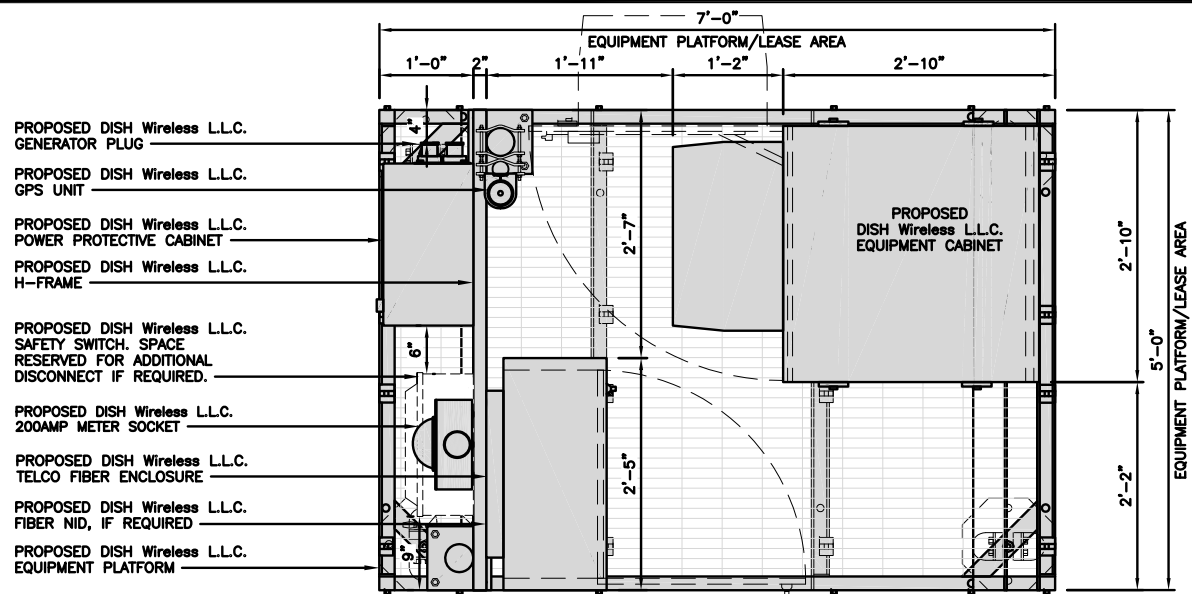 7'-0"
EQUIPMENT PLATFORM/LEASE AREA
1'-0"
2"
1'-11"
1'-2"
2'-10"
PROPOSED DISH Wireless L.L.C.
GENERATOR PLUG
4"
PROPOSED DISH Wireless L.L.C.
GPS UNIT
PROPOSED DISH Wireless L.L.C.
POWER PROTECTIVE CABINET
PROPOSED DISH Wireless L.L.C.
H-FRAME
PROPOSED DISH Wireless L.L.C.
SAFETY SWITCH. SPACE
RESERVED FOR ADDITIONAL
DISCONNECT IF REQUIRED.
6"
PROPOSED DISH Wireless L.L.C.
200AMP METER SOCKET
PROPOSED DISH Wireless L.L.C.
TELCO FIBER ENCLOSURE
PROPOSED DISH Wireless L.L.C.
FIBER NID, IF REQUIRED
PROPOSED DISH Wireless L.L.C.
EQUIPMENT PLATFORM
9"
2'-7"
2'-5"
PROPOSED
DISH Wireless L.L.C.
EQUIPMENT CABINET
2'-10"
2'-2"
5'-0"
EQUIPMENT PLATFORM/LEASE AREA